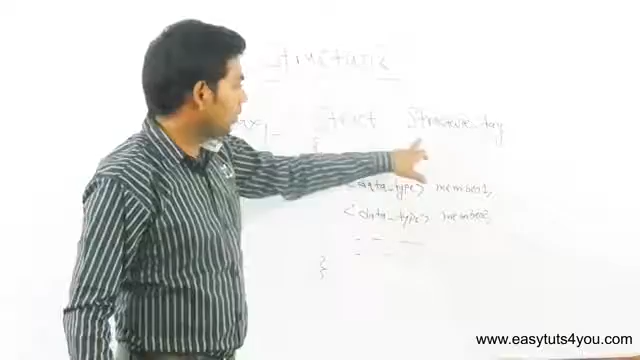 Structure
Struct Structure_tag
{
<data_type> member1;
<data_type> member2;
}
www.easytuts4you.com